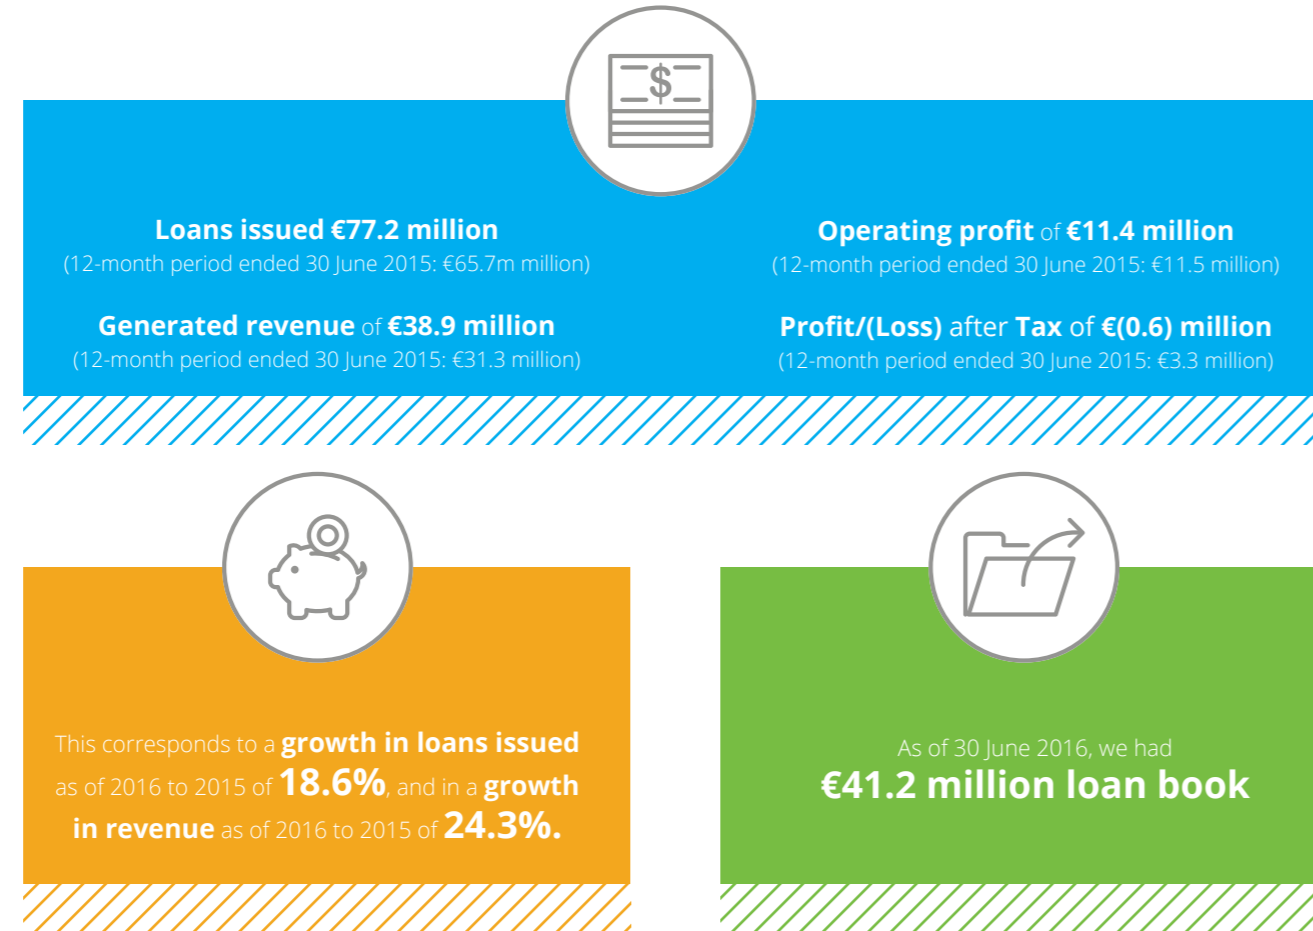 $
Loans issued €77.2 million
(12-month period ended 30 June 2015: €65.7m million)
Generated revenue of €38.9 million
(12-month period ended 30 June 2015: €31.3 million)
Operating profit of €11.4 million
(12-month period ended 30 June 2015: €11.5 million)
Profit/(Loss) after Tax of €(0.6) million
(12-month period ended 30 June 2015: €3.3 million)
This corresponds to a growth in loans issued
as of 2016 to 2015 of 18.6%, and in a growth
in revenue as of 2016 to 2015 of 24.3%.
As of 30 June 2016, we had
€41.2 million loan book